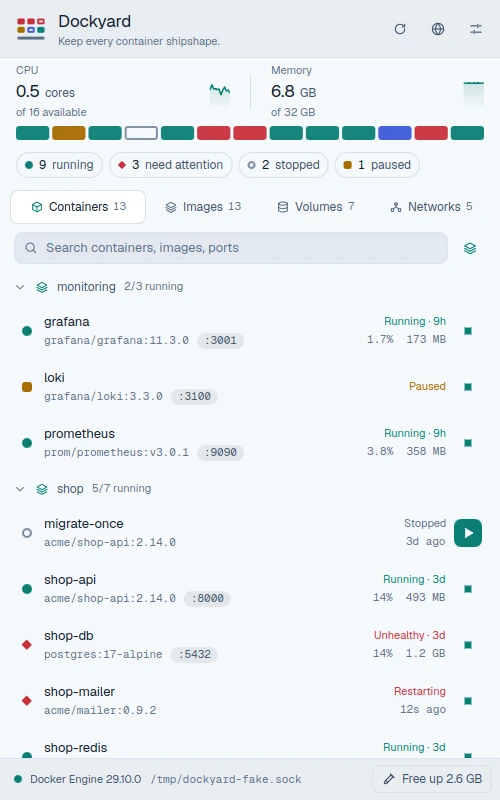 Dockyard
Keep every container shipshape.
CPU
0.5 cores
of 16 available
Memory
6.8 GB
of 32 GB
9 running
3 need attention
2 stopped
1 paused
Containers 13
Images 13
Volumes 7
Networks 5
Search containers, images, ports
monitoring 2/3 running
grafana
Running · 9h
grafana/grafana:11.3.0 :3001
1.7% 173 MB
loki
grafana/loki:3.3.0 :3100
Paused
prometheus
Running · 9h
prom/prometheus:v3.0.1 :9090
3.8% 358 MB
shop 5/7 running
migrate-once
Stopped
acme/shop-api:2.14.0
3d ago
shop-api
Running · 3d
acme/shop-api:2.14.0 :8000
14% 493 MB
shop-db
Unhealthy · 3d
postgres:17-alpine :5432
14% 1.2 GB
shop-mailer
Restarting
acme/mailer:0.9.2
12s ago
shop-redis
Running · 3d
Docker Engine 29.10.0 /tmp/dockyard-fake.sock
Free up 2.6 GB